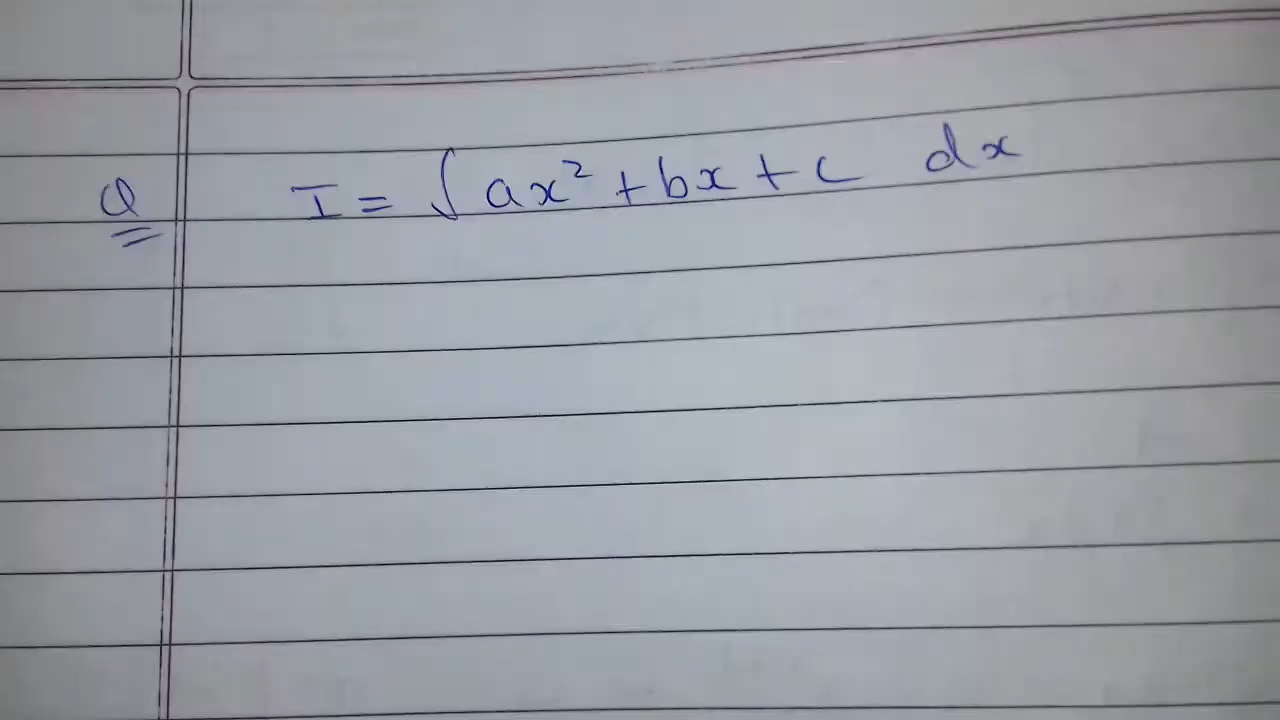 Q I = ∫ ax² + bx + c dx